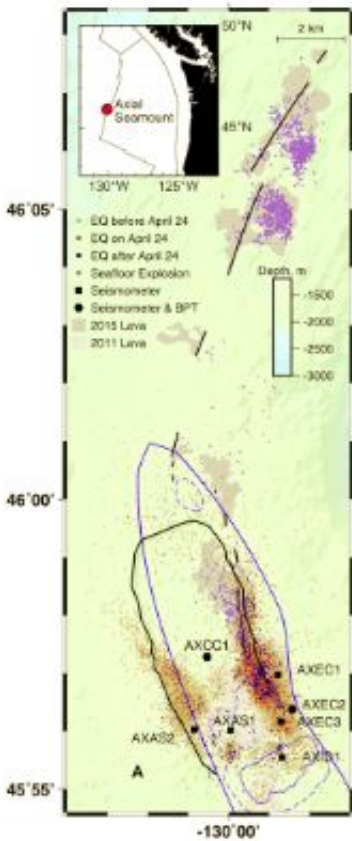 50°N
2 km
Axial
Seamount
45°N
130°W
125°W
46°05'
EQ before April 24
EQ on April 24
EQ after April 24
Seafloor Explosion
Seismometer
Seismometer & BPT
2015 Lava
2011 Lava
Depth, m
-1500
-2000
-2500
-3000
46°00'
AXCC1
AXEC1
AXEC2
AXEC3
AXAS1
AXAS2
AXID1
A
45°55'
-130°00'